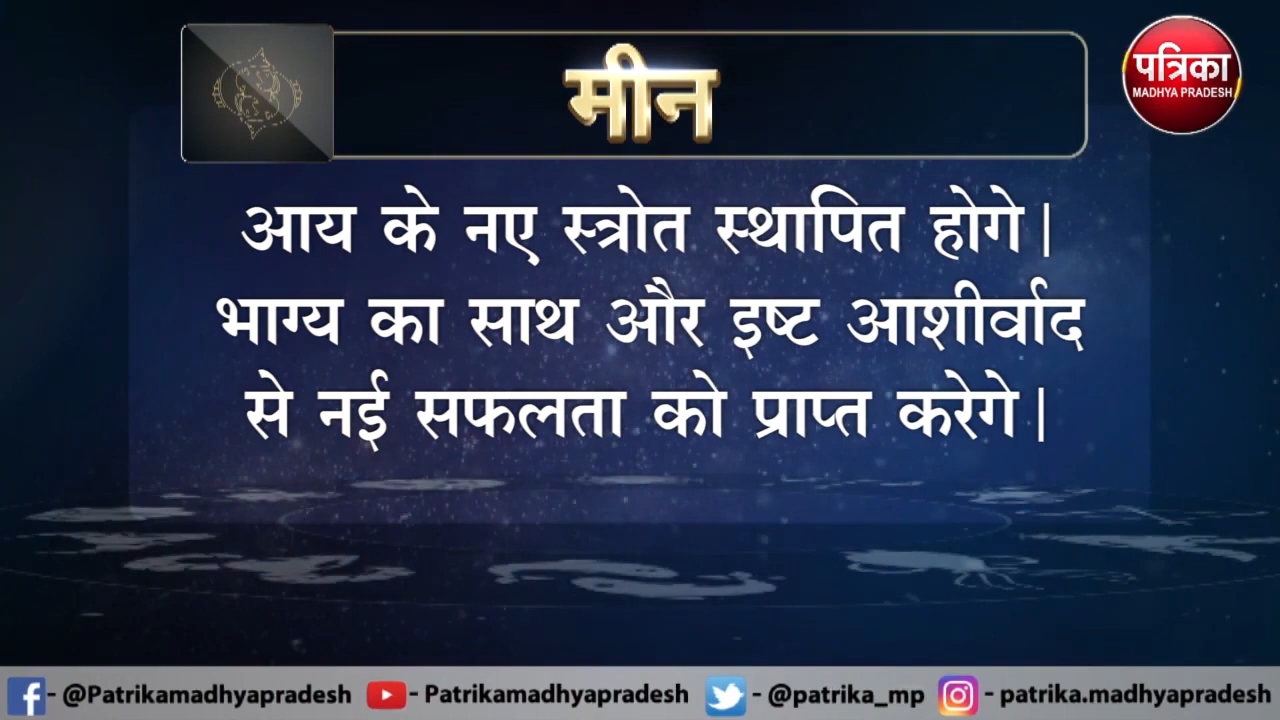 मीन
पत्रिका
MADHYA PRADESH
आय के नए स्त्रोत स्थापित होगे|
भाग्य का साथ और इष्ट आशीर्वाद
से नई सफलता को प्राप्त करेगे|
- @Patrikamadhyapradesh - Patrikamadhyapradesh - @patrika_mp - patrika.madhyapradesh